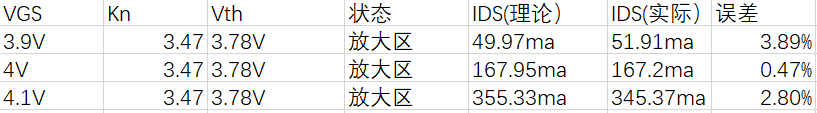 VGS Kn Vth 状态 IDS(理论） IDS(实际） 误差
3.9V 3.47 3.78V 放大区 49.97ma 51.91ma 3.89%
4V 3.47 3.78V 放大区 167.95ma 167.2ma 0.47%
4.1V 3.47 3.78V 放大区 355.33ma 345.37ma 2.80%